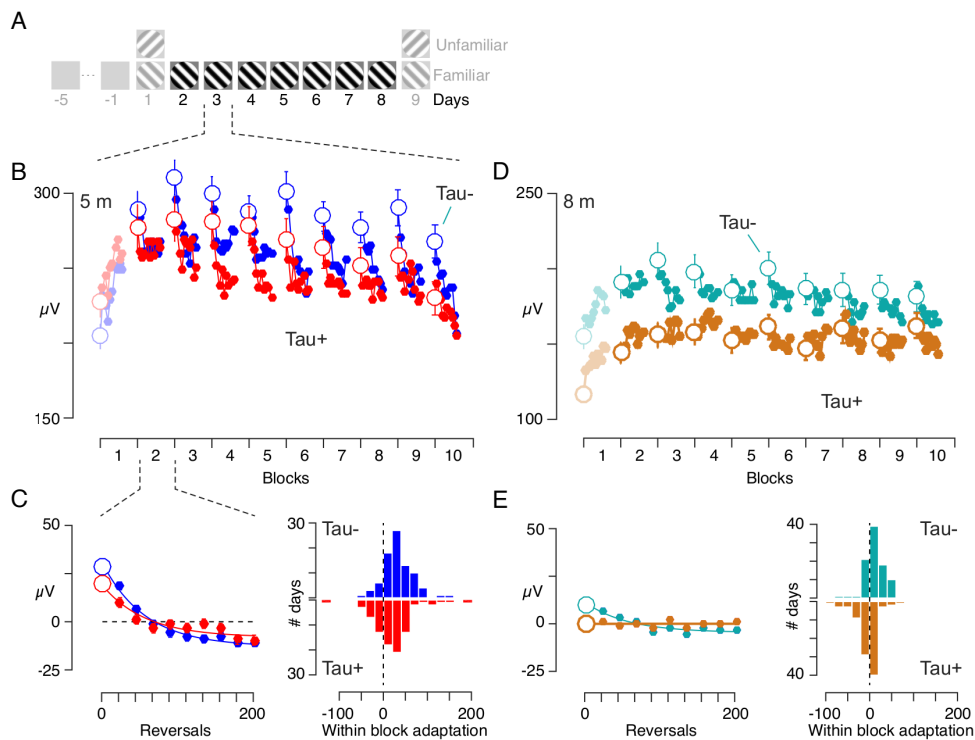 A
Unfamiliar
Familiar
-5 -1 1 2 3 4 5 6 7 8 9 Days
B
300
5 m
Tau-
µV
Tau+
150
1 2 3 4 5 6 7 8 9 10
Blocks
D
250
8 m
Tau-
µV
Tau+
100
1 2 3 4 5 6 7 8 9 10
Blocks
C
50
µV
0
-25
0 200
Reversals
30
Tau-
# days
Tau+
30
-100 0 200
Within block adaptation
E
50
µV
0
-25
0 200
Reversals
40
Tau-
# days
Tau+
40
-100 0 200
Within block adaptation